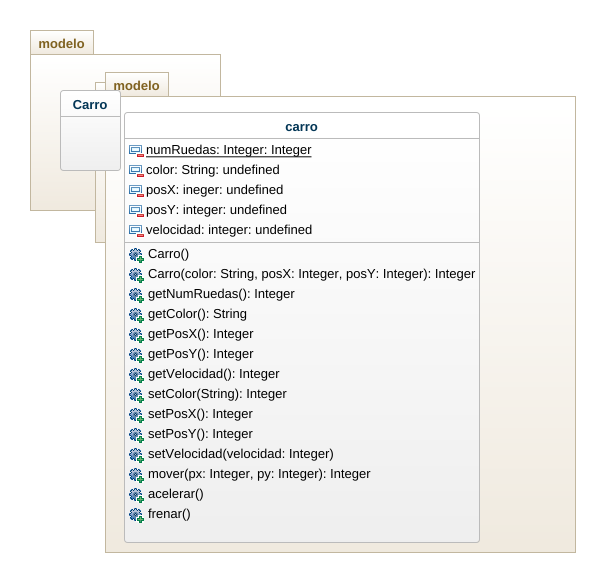 modelo
modelo
Carro
carro
numRuedas: Integer: Integer
color: String: undefined
posX: ineger: undefined
posY: integer: undefined
velocidad: integer: undefined
Carro()
Carro(color: String, posX: Integer, posY: Integer): Integer
getNumRuedas(): Integer
getColor(): String
getPosX(): Integer
getPosY(): Integer
getVelocidad(): Integer
setColor(String): Integer
setPosX(): Integer
setPosY(): Integer
setVelocidad(velocidad: Integer)
mover(px: Integer, py: Integer): Integer
acelerar()
frenar()